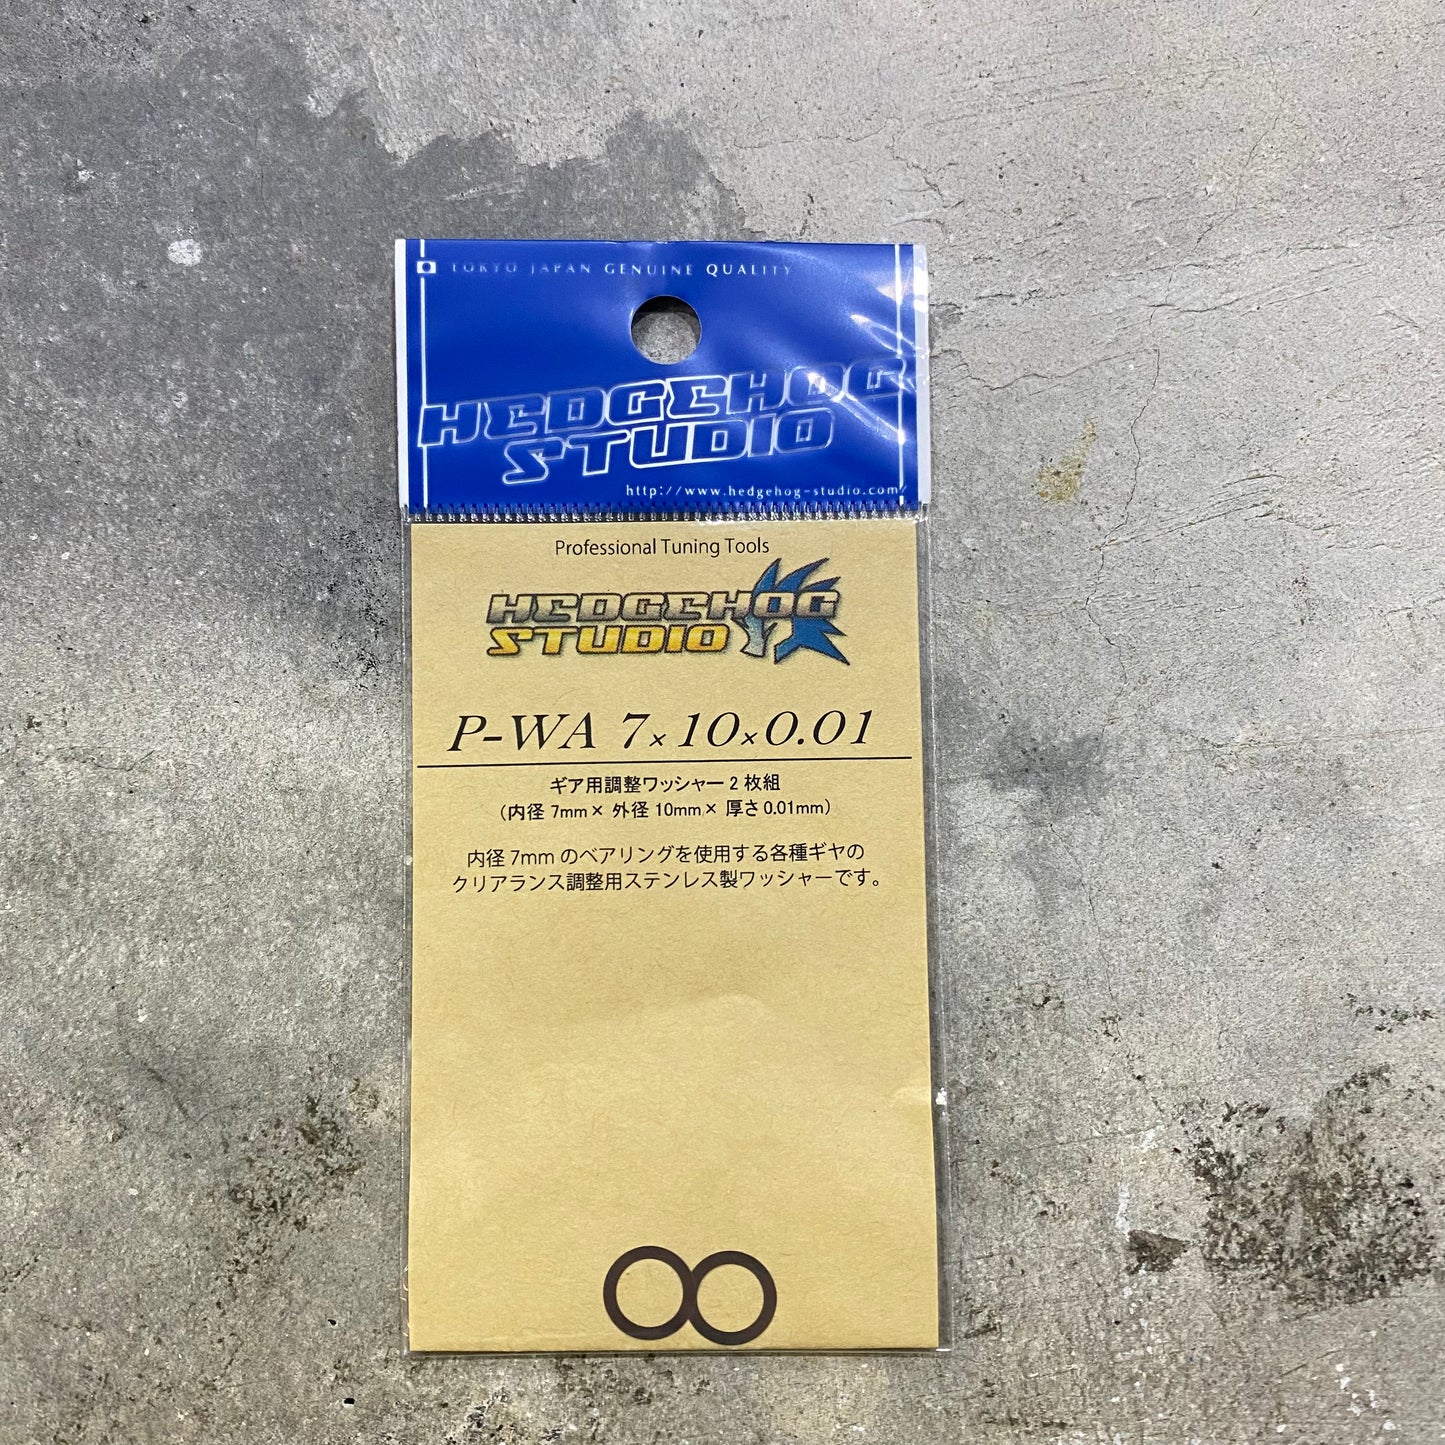 TOKYO JAPAN GENUINE QUALITY
HEDGEHOG
STUDIO
http://www.hedgehog-studio.com/
Professional Tuning Tools
HEDGEHOG
STUDIO
P-WA 7×10×0.01
ギア用調整ワッシャー 2 枚組
（内径 7mm× 外径 10mm× 厚さ 0.01mm）
内径 7mm のベアリングを使用する各種ギヤの
クリアランス調整用ステンレス製ワッシャーです。